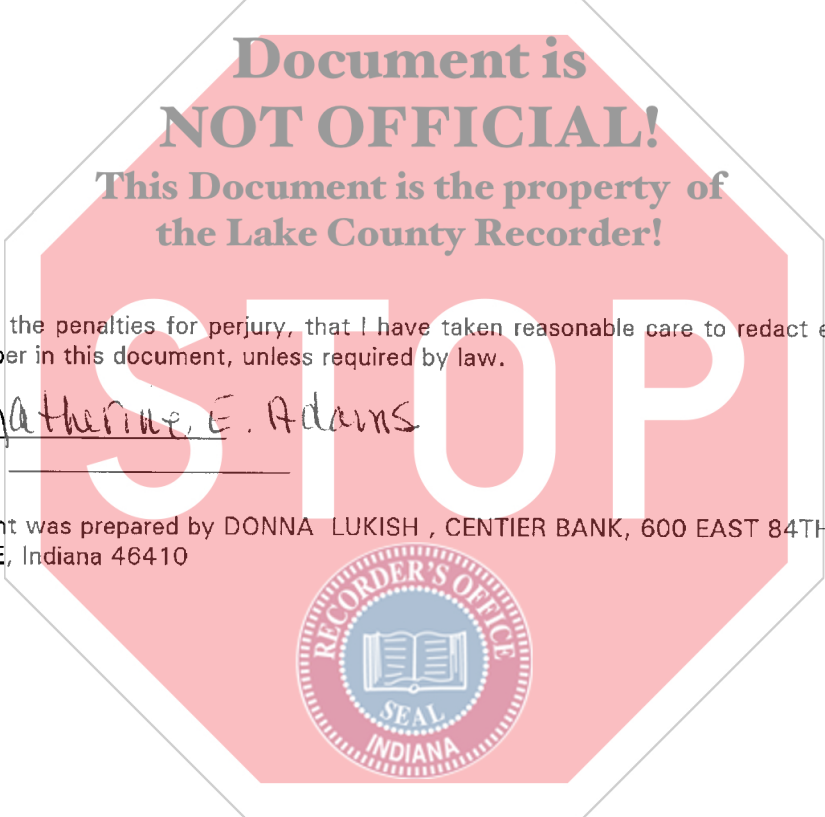 Document is
NOT OFFICIAL!
This Document is the property of
the Lake County Recorder!
STOP
the penalties for perjury, that I have taken reasonable care to redact e
er in this document, unless required by law.
atherine E. Adams
nt was prepared by DONNA LUKISH , CENTIER BANK, 600 EAST 84TH
E, Indiana 46410
RECORDER'S OFFICE
SEAL
INDIANA